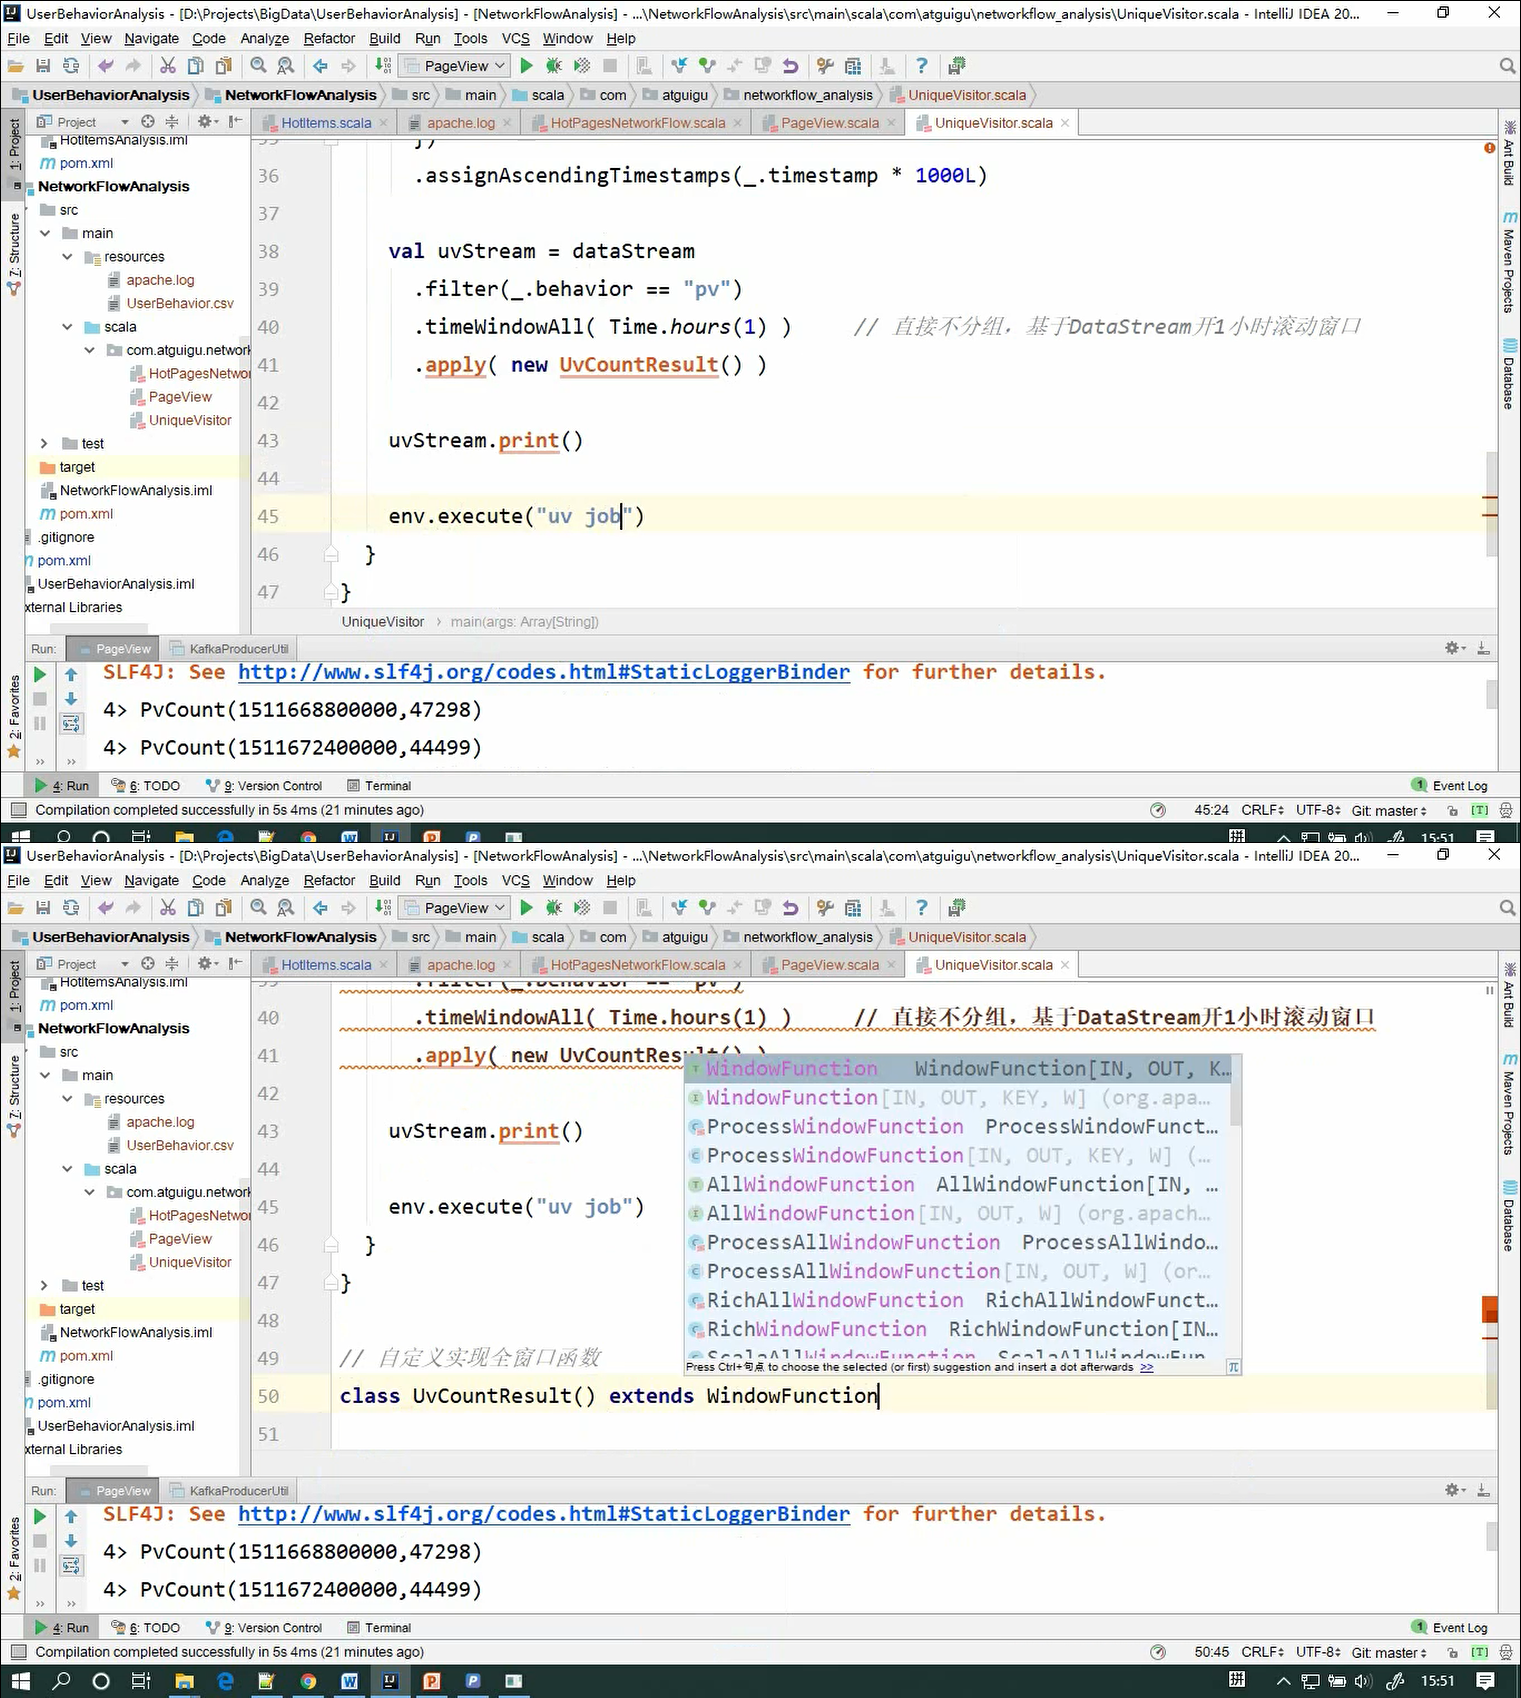 UserBehaviorAnalysis - [D:\Projects\BigData\UserBehaviorAnalysis] - [NetworkFlowAnalysis] - ...\NetworkFlowAnalysis\src\main\scala\com\atguigu\networkflow_analysis\UniqueVisitor.scala - IntelliJ IDEA 20...
File Edit View Navigate Code Analyze Refactor Build Run Tools VCS Window Help
PageView
UserBehaviorAnalysis NetworkFlowAnalysis src main scala com atguigu networkflow_analysis UniqueVisitor.scala
Project HotItems.scala apache.log HotPagesNetworkFlow.scala PageView.scala UniqueVisitor.scala
1: Project
7: Structure
2: Favorites
Ant Build
Maven Projects
Database
HotItemsAnalysis.iml
pom.xml
NetworkFlowAnalysis
src
main
resources
apache.log
UserBehavior.csv
scala
com.atguigu.network
HotPagesNetwo
PageView
UniqueVisitor
test
target
NetworkFlowAnalysis.iml
pom.xml
.gitignore
pom.xml
UserBehaviorAnalysis.iml
xternal Libraries
35 })
36 .assignAscendingTimestamps(_.timestamp * 1000L)
37
38 val uvStream = dataStream
39 .filter(_.behavior == "pv")
40 .timeWindowAll( Time.hours(1) ) // 直接不分组，基于DataStream开1小时滚动窗口
41 .apply( new UvCountResult() )
42
43 uvStream.print()
44
45 env.execute("uv job")
46 }
47 }
UniqueVisitor › main(args: Array[String])
Run: PageView KafkaProducerUtil
SLF4J: See http://www.slf4j.org/codes.html#StaticLoggerBinder for further details.
4> PvCount(1511668800000,47298)
4> PvCount(1511672400000,44499)
4: Run 6: TODO 9: Version Control Terminal 1 Event Log
Compilation completed successfully in 5s 4ms (21 minutes ago) 45:24 CRLF UTF-8 Git: master [T]
拼 15:51
UserBehaviorAnalysis - [D:\Projects\BigData\UserBehaviorAnalysis] - [NetworkFlowAnalysis] - ...\NetworkFlowAnalysis\src\main\scala\com\atguigu\networkflow_analysis\UniqueVisitor.scala - IntelliJ IDEA 20...
File Edit View Navigate Code Analyze Refactor Build Run Tools VCS Window Help
PageView
UserBehaviorAnalysis NetworkFlowAnalysis src main scala com atguigu networkflow_analysis UniqueVisitor.scala
Project HotItems.scala apache.log HotPagesNetworkFlow.scala PageView.scala UniqueVisitor.scala
1: Project
7: Structure
2: Favorites
Ant Build
Maven Projects
Database
HotItemsAnalysis.iml
pom.xml
NetworkFlowAnalysis
src
main
resources
apache.log
UserBehavior.csv
scala
com.atguigu.network
HotPagesNetwo
PageView
UniqueVisitor
test
target
NetworkFlowAnalysis.iml
pom.xml
.gitignore
pom.xml
UserBehaviorAnalysis.iml
xternal Libraries
.filter(_.behavior == "pv")
40 .timeWindowAll( Time.hours(1) ) // 直接不分组，基于DataStream开1小时滚动窗口
41 .apply( new UvCountResult() )
42
43 uvStream.print()
44
45 env.execute("uv job")
46 }
47 }
48
49 // 自定义实现全窗口函数
50 class UvCountResult() extends WindowFunction
51
WindowFunction WindowFunction[IN, OUT, K...
WindowFunction[IN, OUT, KEY, W] (org.apa...
ProcessWindowFunction ProcessWindowFunct...
ProcessWindowFunction[IN, OUT, KEY, W] (...
AllWindowFunction AllWindowFunction[IN, ...
AllWindowFunction[IN, OUT, W] (org.apach...
ProcessAllWindowFunction ProcessAllWindo...
ProcessAllWindowFunction[IN, OUT, W] (or...
RichAllWindowFunction RichAllWindowFunct...
RichWindowFunction RichWindowFunction[IN...
ScalaAllWindowFun ScalaAllWindowFun
Press Ctrl+句点 to choose the selected (or first) suggestion and insert a dot afterwards >> π
Run: PageView KafkaProducerUtil
SLF4J: See http://www.slf4j.org/codes.html#StaticLoggerBinder for further details.
4> PvCount(1511668800000,47298)
4> PvCount(1511672400000,44499)
4: Run 6: TODO 9: Version Control Terminal 1 Event Log
Compilation completed successfully in 5s 4ms (21 minutes ago) 50:45 CRLF UTF-8 Git: master [T]
拼 15:51